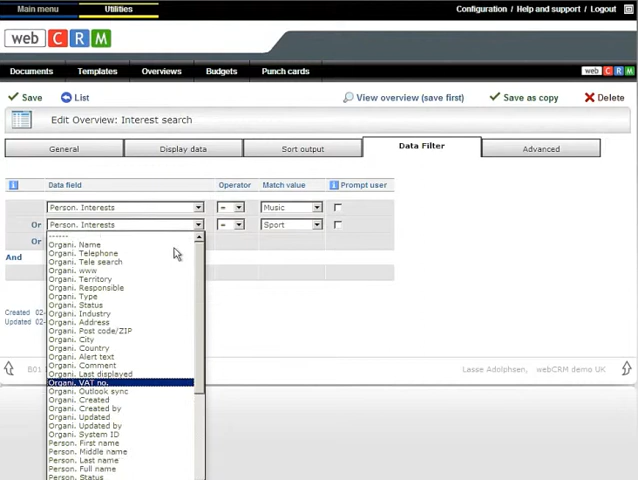 Main menu Utilities Configuration / Help and support / Logout
web C R M
Documents Templates Overviews Budgets Punch cards web C R M
Save List View overview (save first) Save as copy Delete
Edit Overview: Interest search
General Display data Sort output Data Filter Advanced
Data field Operator Match value Prompt user
Person. Interests = Music
Or Person. Interests = Sport
Or ------
Organi. Name
Organi. Telephone
And Organi. Tele search
Organi. www
Organi. Territory
Organi. Responsible
Organi. Type
Organi. Status
Created 02- Organi. Industry
Updated 02- Organi. Address
Organi. Post code/ZIP
Organi. City
Organi. Country
Organi. Alert text
Organi. Comment
B01 Organi. Last displayed Lasse Adolphsen, webCRM demo UK
Organi. VAT no.
Organi. Outlook sync
Organi. Created
Organi. Created by
Organi. Updated
Organi. Updated by
Organi. System ID
Person. First name
Person. Middle name
Person. Last name
Person. Full name
Person. Status